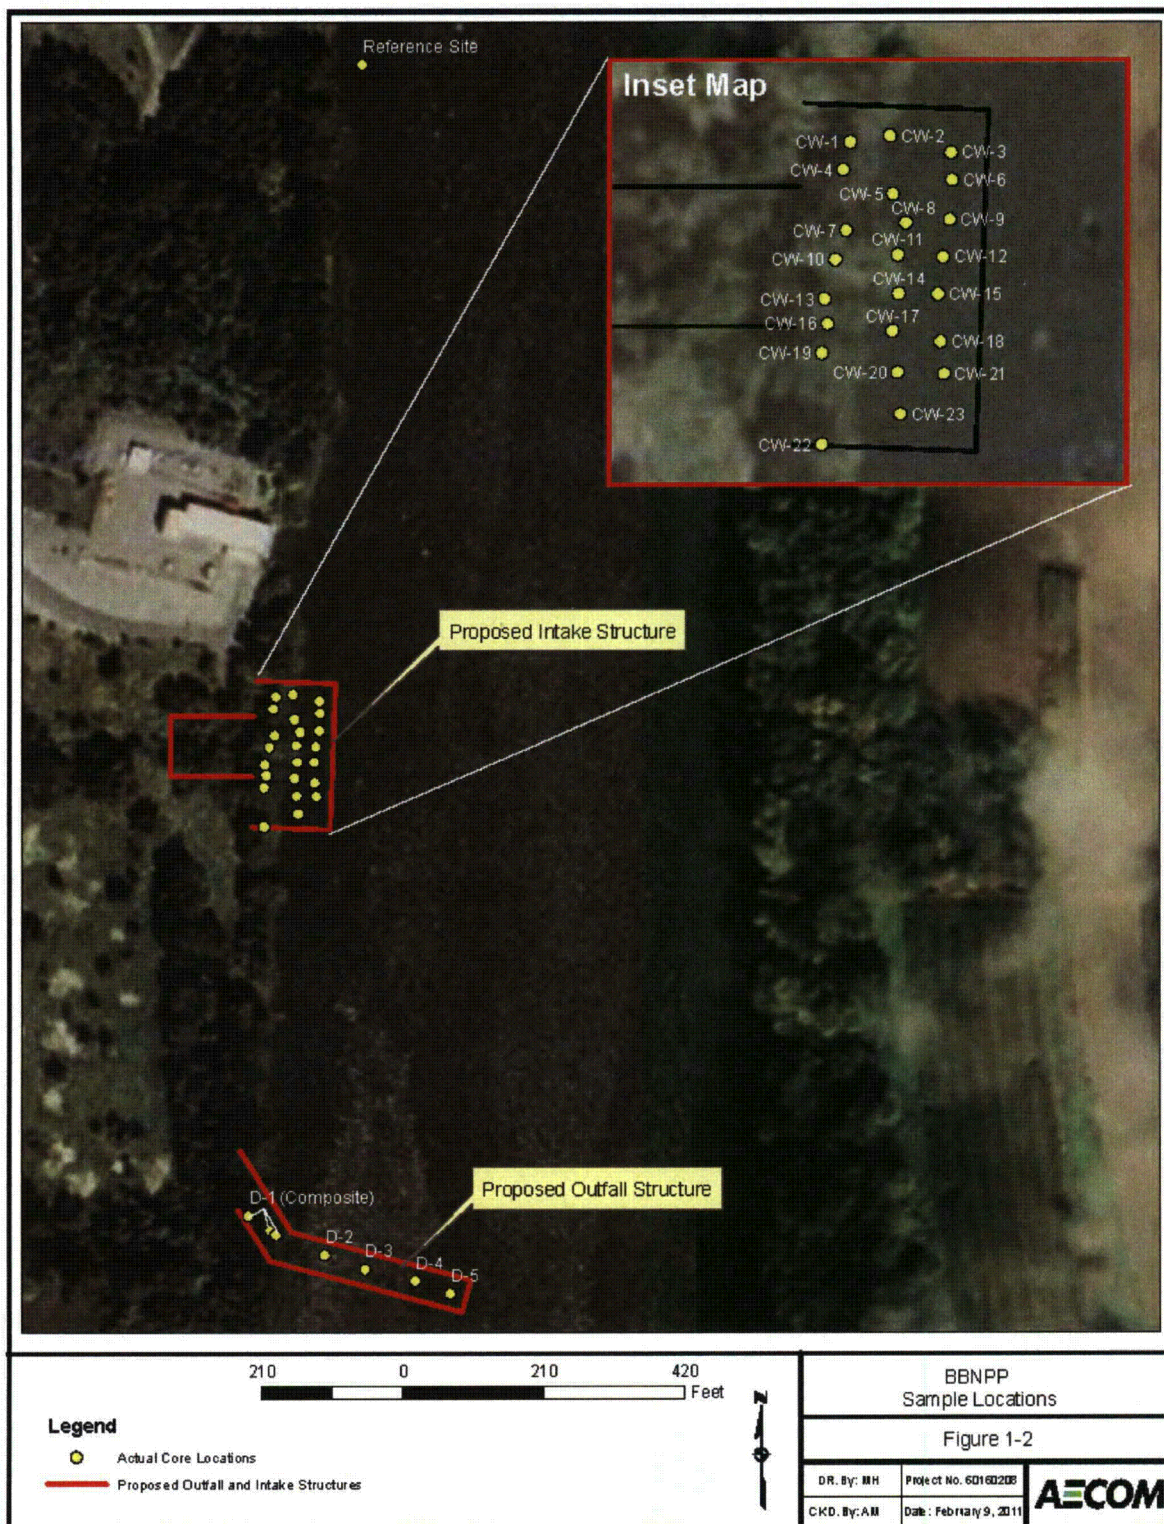 Reference Site
Inset Map
CW-1
CW-2
CW-3
CW-4
CW-6
CW-5
CW-8
CW-9
CW-7
CW-11
CW-10
CW-12
CW-14
CW-13
CW-15
CW-16
CW-17
CW-18
CW-19
CW-20
CW-21
CW-23
CW-22
Proposed Intake Structure
Proposed Outfall Structure
D-1 (Composite)
D-2
D-3
D-4
D-5
210 0 210 420
Feet
N
Legend
Actual Core Locations
Proposed Outfall and Intake Structures
BBNPP
Sample Locations
Figure 1-2
DR. By: MH
Project No. 60160208
CKD. By: AM
Date: February 9, 2011
AECOM